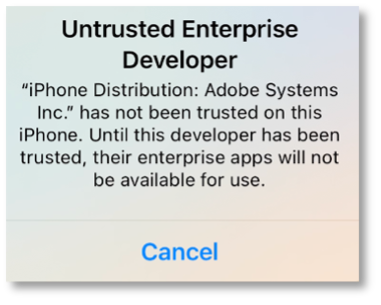 Untrusted Enterprise
Developer
“iPhone Distribution: Adobe Systems
Inc.” has not been trusted on this
iPhone. Until this developer has been
trusted, their enterprise apps will not
be available for use.
Cancel